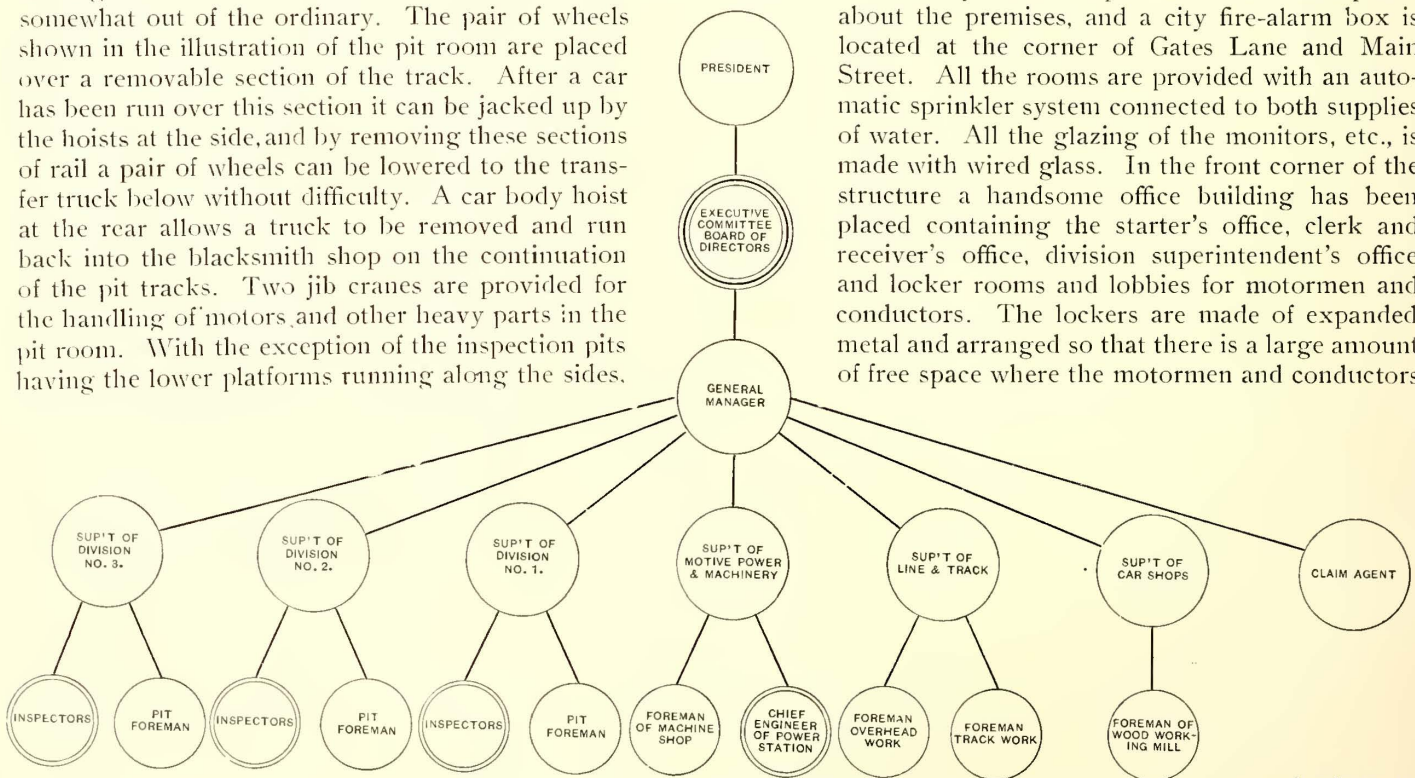 somewhat out of the ordinary. The pair of wheels
shown in the illustration of the pit room are placed
over a removable section of the track. After a car
has been run over this section it can be jacked up by
the hoists at the side, and by removing these sections
of rail a pair of wheels can be lowered to the trans-
fer truck below without difficulty. A car body hoist
at the rear allows a truck to be removed and run
back into the blacksmith shop on the continuation
of the pit tracks. Two jib cranes are provided for
the handling of motors and other heavy parts in the
pit room. With the exception of the inspection pits
having the lower platforms running along the sides,
about the premises, and a city fire-alarm box is
located at the corner of Gates Lane and Main
Street. All the rooms are provided with an auto-
matic sprinkler system connected to both supplies
of water. All the glazing of the monitors, etc., is
made with wired glass. In the front corner of the
structure a handsome office building has been
placed containing the starter's office, clerk and
receiver's office, division superintendent's office
and locker rooms and lobbies for motormen and
conductors. The lockers are made of expanded
metal and arranged so that there is a large amount
of free space where the motormen and conductors
PRESIDENT
EXECUTIVE
COMMITTEE
BOARD OF
DIRECTORS
GENERAL
MANAGER
SUP'T OF
DIVISION
NO. 3.
SUP'T OF
DIVISION
NO. 2.
SUP'T OF
DIVISION
NO. 1.
SUP'T OF
MOTIVE POWER
& MACHINERY
SUP'T OF
LINE & TRACK
SUP'T OF
CAR SHOPS
CLAIM AGENT
INSPECTORS
PIT
FOREMAN
INSPECTORS
PIT
FOREMAN
INSPECTORS
PIT
FOREMAN
FOREMAN
OF MACHINE
SHOP
CHIEF
ENGINEER
OF POWER
STATION
FOREMAN
OVERHEAD
WORK
FOREMAN
TRACK WORK
FOREMAN OF
WOOD WORK-
ING MILL